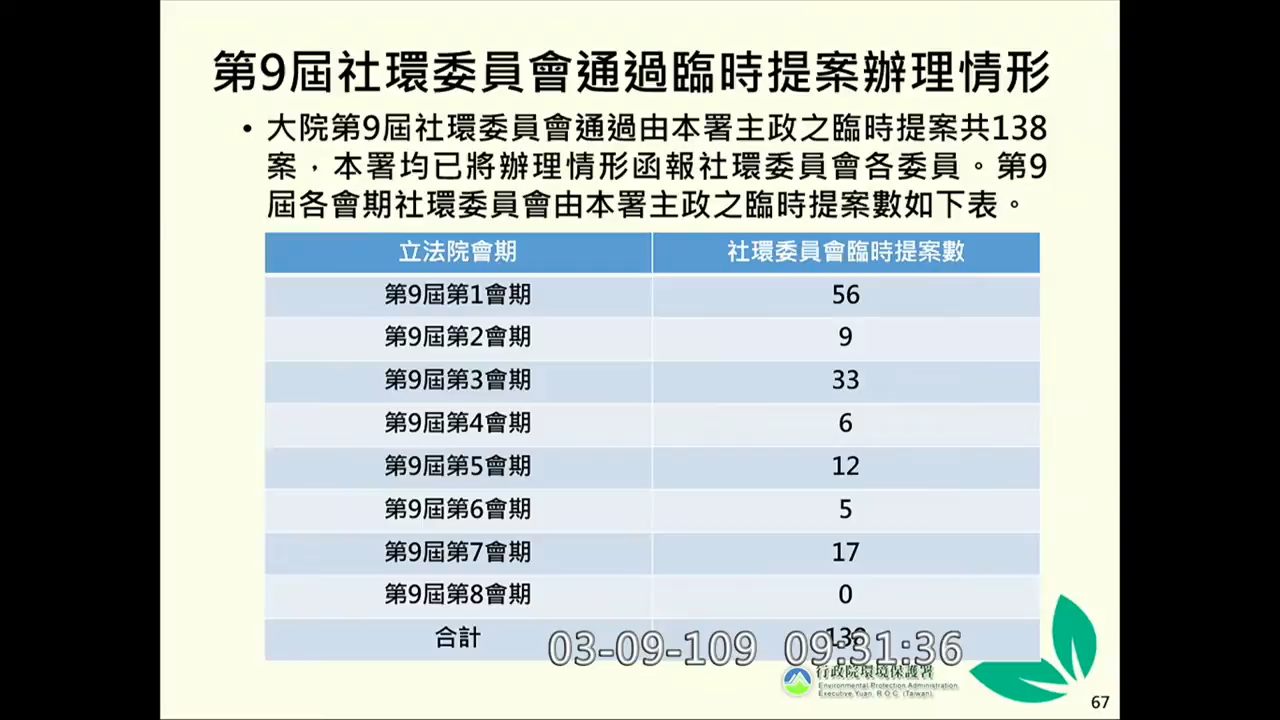 第9屆社環委員會通過臨時提案辦理情形
• 大院第9屆社環委員會通過由本署主政之臨時提案共138
案，本署均已將辦理情形函報社環委員會各委員。第9
屆各會期社環委員會由本署主政之臨時提案數如下表。
立法院會期 社環委員會臨時提案數
第9屆第1會期 56
第9屆第2會期 9
第9屆第3會期 33
第9屆第4會期 6
第9屆第5會期 12
第9屆第6會期 5
第9屆第7會期 17
第9屆第8會期 0
合計 138
03-09-109 09:31:36
行政院環境保護署
Environmental Protection Administration
Executive Yuan, R.O.C. (Taiwan)
67